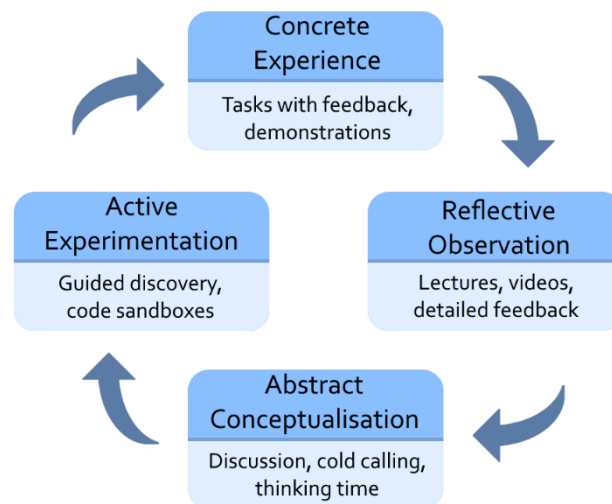 Concrete
Experience
Tasks with feedback,
demonstrations
Active
Experimentation
Guided discovery,
code sandboxes
Reflective
Observation
Lectures, videos,
detailed feedback
Abstract
Conceptualisation
Discussion, cold calling,
thinking time